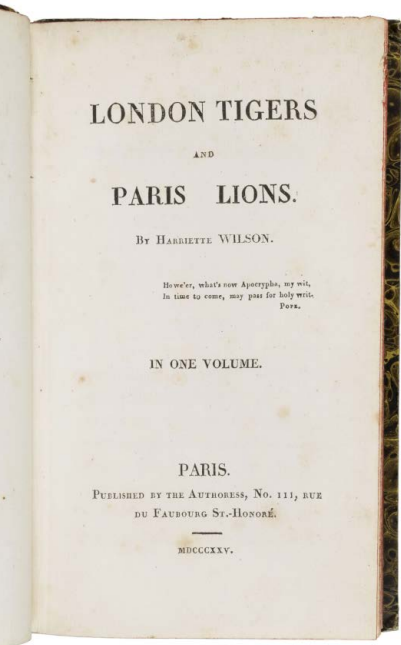 LONDON TIGERS
AND
PARIS LIONS.
By Harriette WILSON.
Howe'er, what's now Apocrypha, my wit,
In time to come, may pass for holy writ.
Pope.
IN ONE VOLUME.
PARIS.
Published by the Authoress, No. 111, rue
du Faubourg St.-Honoré.
MDCCCXXV.